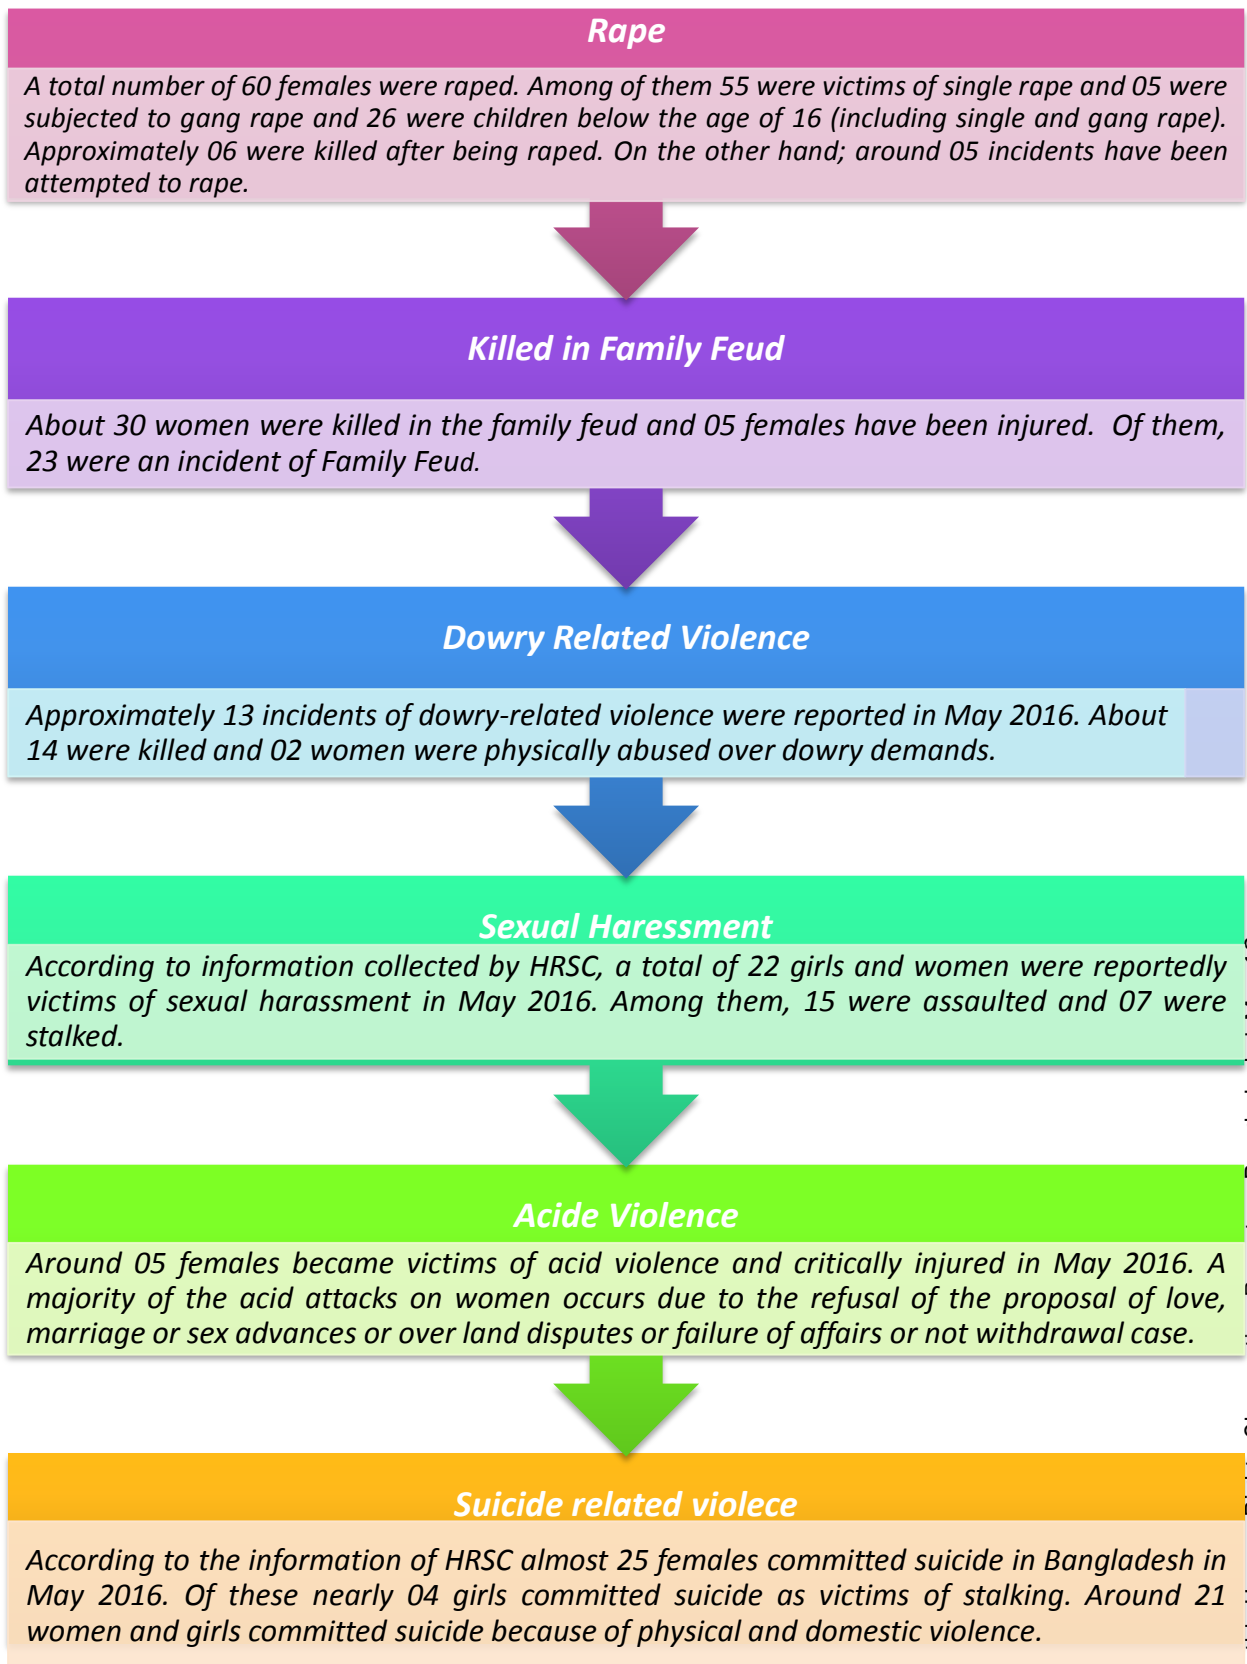 Rape
A total number of 60 females were raped. Among of them 55 were victims of single rape and 05 were
subjected to gang rape and 26 were children below the age of 16 (including single and gang rape).
Approximately 06 were killed after being raped. On the other hand; around 05 incidents have been
attempted to rape.
Killed in Family Feud
About 30 women were killed in the family feud and 05 females have been injured. Of them,
23 were an incident of Family Feud.
Dowry Related Violence
Approximately 13 incidents of dowry-related violence were reported in May 2016. About
14 were killed and 02 women were physically abused over dowry demands.
Sexual Haressment
According to information collected by HRSC, a total of 22 girls and women were reportedly
victims of sexual harassment in May 2016. Among them, 15 were assaulted and 07 were
stalked.
Acide Violence
Around 05 females became victims of acid violence and critically injured in May 2016. A
majority of the acid attacks on women occurs due to the refusal of the proposal of love,
marriage or sex advances or over land disputes or failure of affairs or not withdrawal case.
Suicide related violece
According to the information of HRSC almost 25 females committed suicide in Bangladesh in
May 2016. Of these nearly 04 girls committed suicide as victims of stalking. Around 21
women and girls committed suicide because of physical and domestic violence.